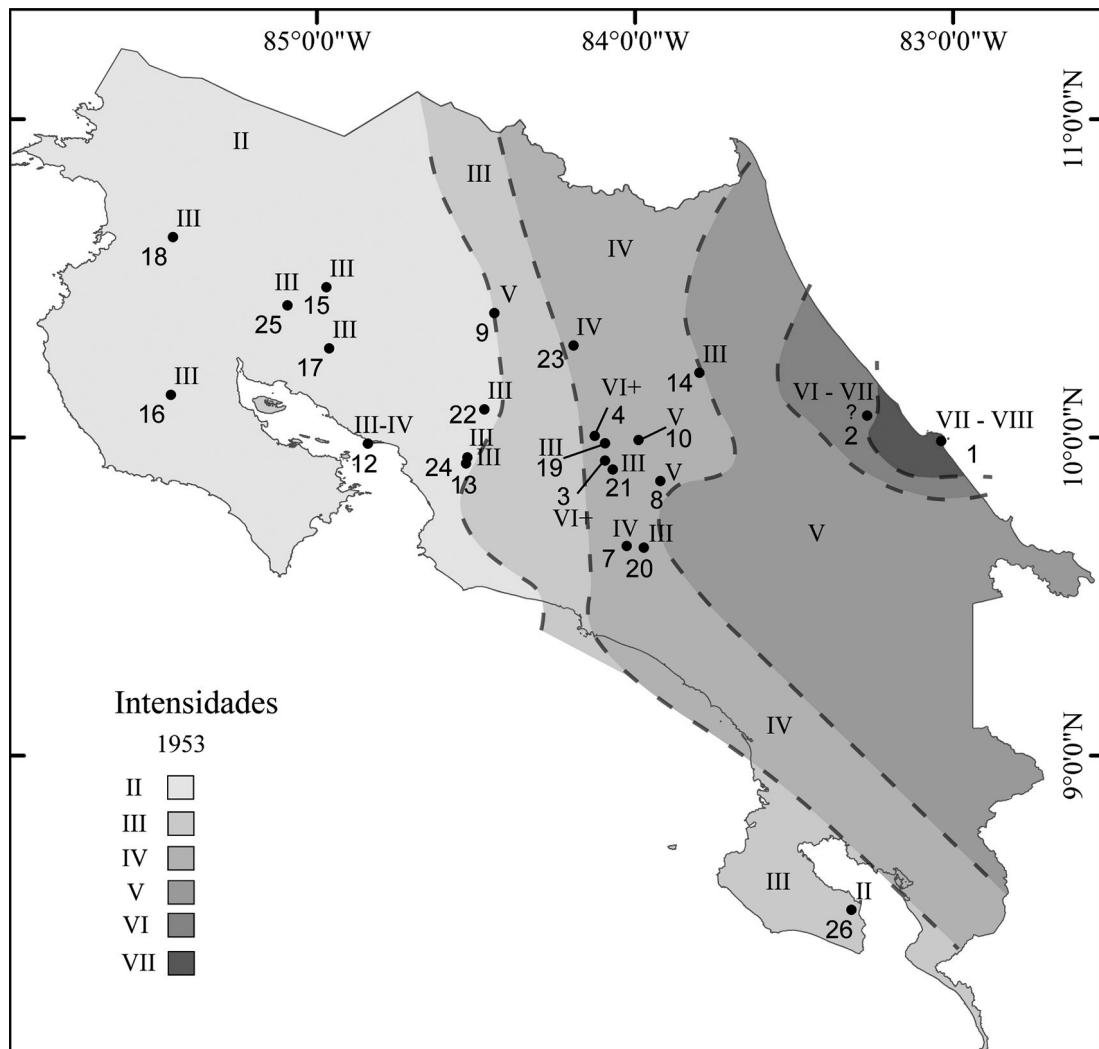 85°0'0"W 84°0'0"W 83°0'0"W
11°0'0"N
II
III
III
18
IV
III
15
III
25
V
9
III
17
IV
23
III
14
III
16
III
22
VI+
4
V
10
VI - VII
?
2
VII - VIII
1
10°0'0"N
III-IV
12
III
24
III
13
III
19
3
VI+
III
21
V
8
V
IV
7
III
20
IV
9°0'0"N
III
II
26
Intensidades
1953
II
III
IV
V
VI
VII